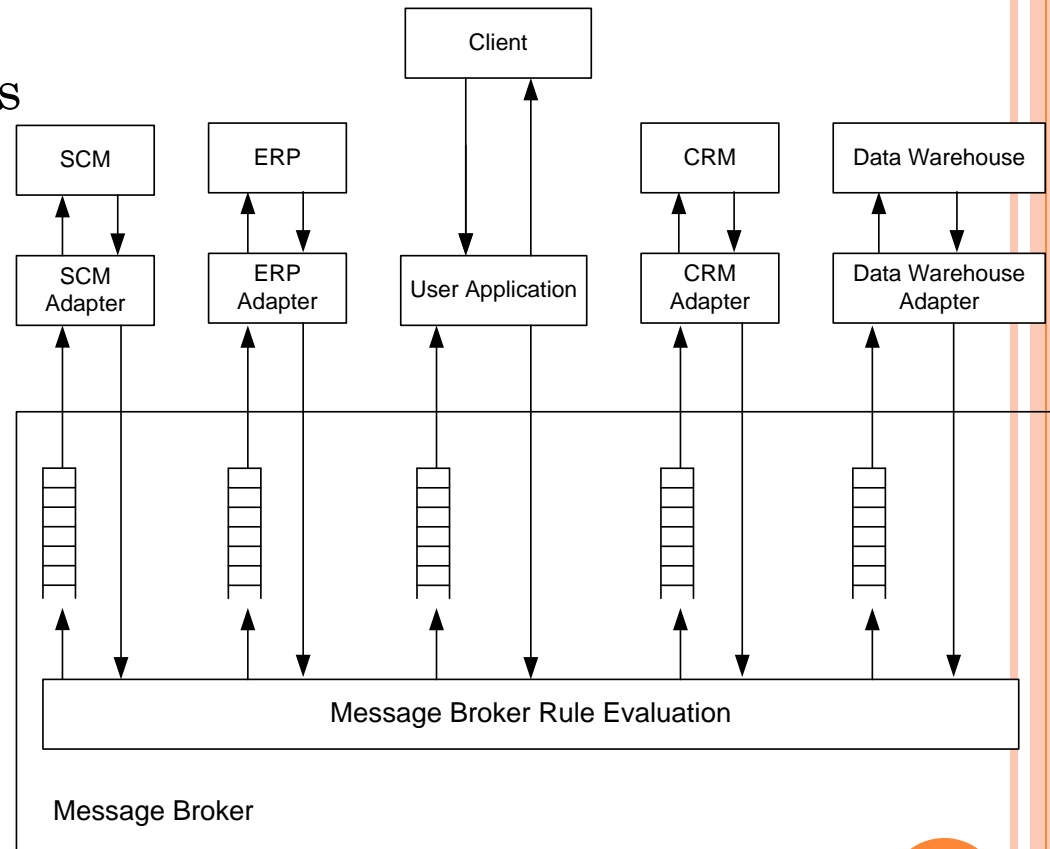 Client
s
SCM
ERP
CRM
Data Warehouse
SCM
Adapter
ERP
Adapter
User Application
CRM
Adapter
Data Warehouse
Adapter
Message Broker Rule Evaluation
Message Broker